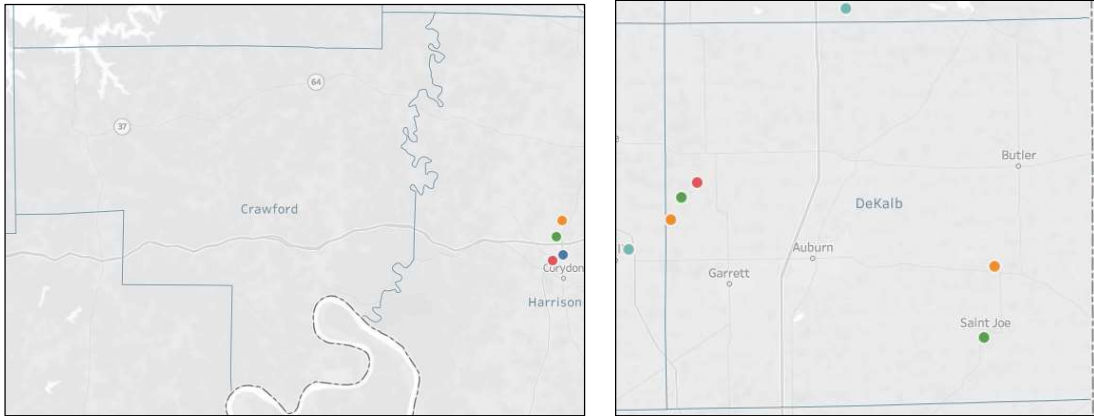 64
37
Crawford
Corydon
Harrison
Butler
DeKalb
Auburn
Garrett
Saint Joe